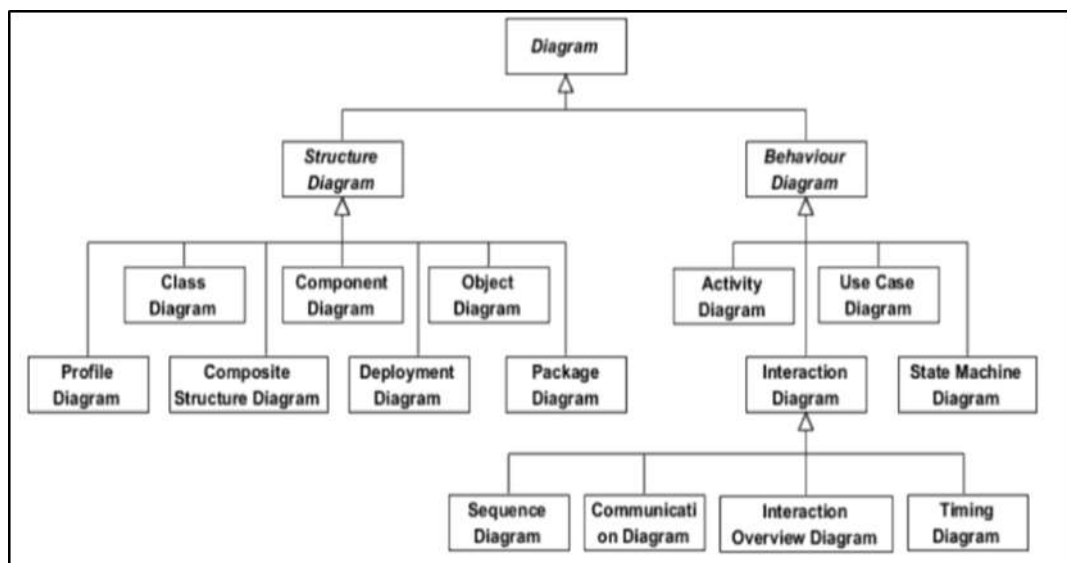 Diagram
Structure
Diagram
Behaviour
Diagram
Class
Diagram
Component
Diagram
Object
Diagram
Activity
Diagram
Use Case
Diagram
Profile
Diagram
Composite
Structure Diagram
Deployment
Diagram
Package
Diagram
Interaction
Diagram
State Machine
Diagram
Sequence
Diagram
Communicati
on Diagram
Interaction
Overview Diagram
Timing
Diagram